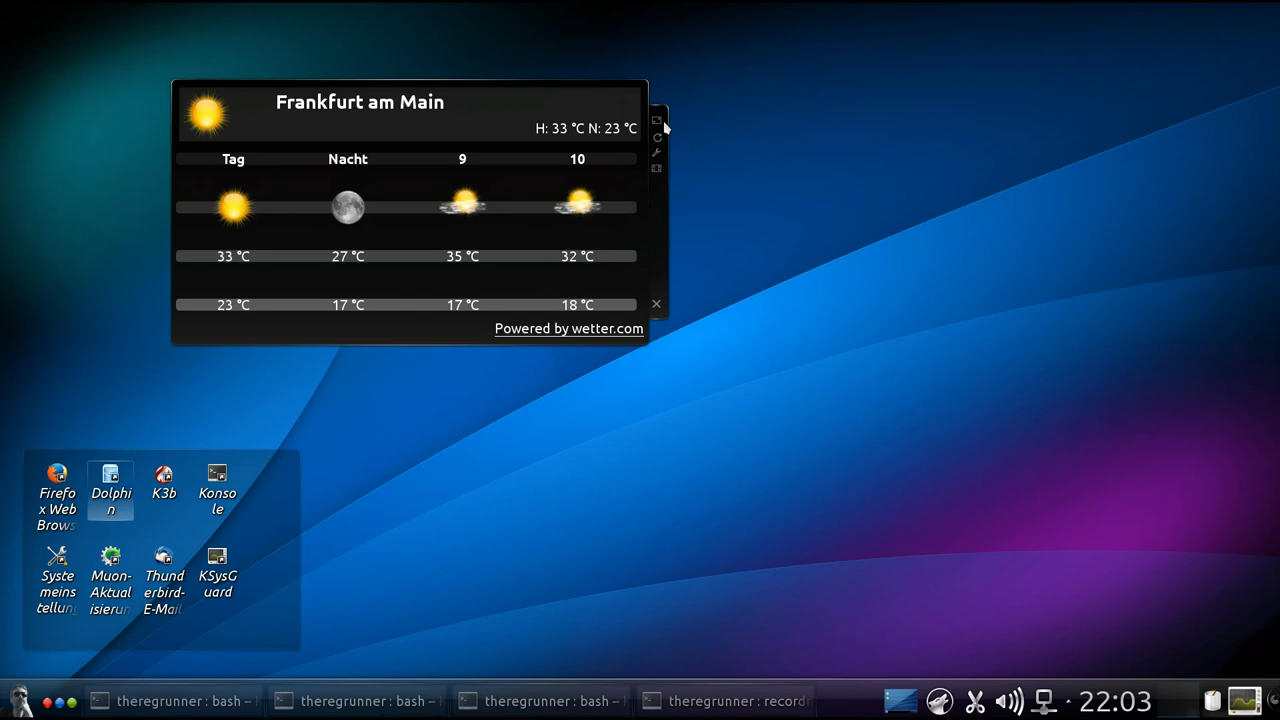 Frankfurt am Main
H: 33 °C N: 23 °C
Tag Nacht 9 10
33 °C 27 °C 35 °C 32 °C
23 °C 17 °C 17 °C 18 °C
Powered by wetter.com
Firefo
x Web
Brows
Dolphi
n
K3b
Konso
le
Syste
meins
tellun
Muon-
Aktual
isierun
Thund
erbird-
E-Mail
KSysG
uard
theregrunner : bash – theregrunner : bash – theregrunner : bash – theregrunner : record 22:03